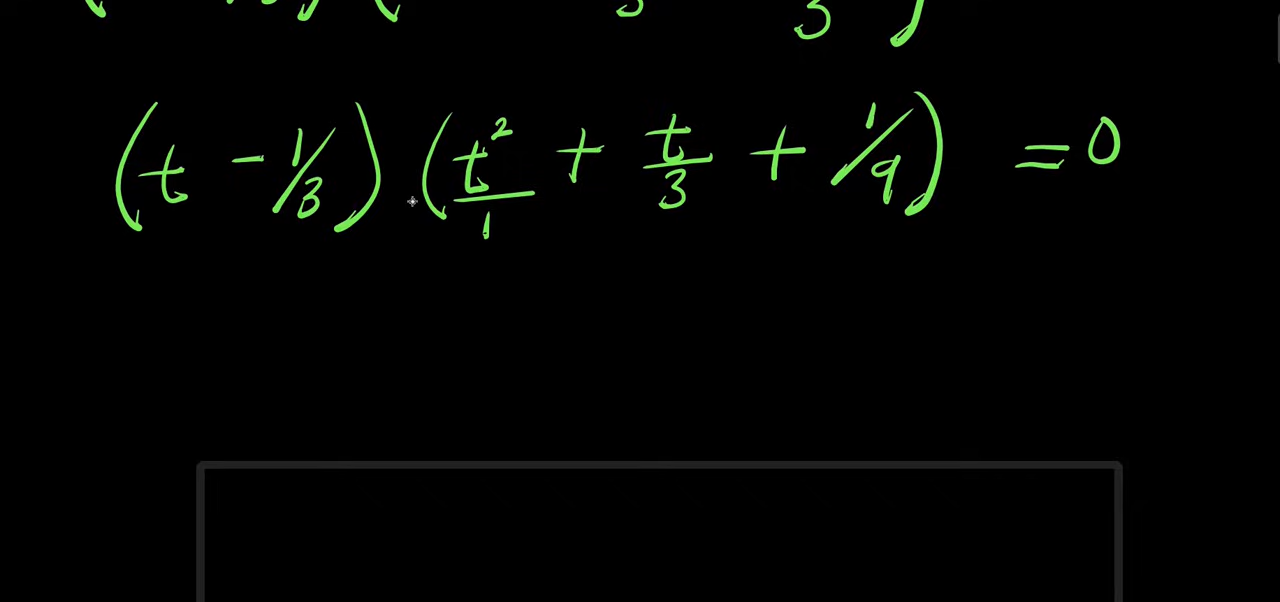 (t - 1/3) · (t²/1 + t/3 + 1/9) = 0